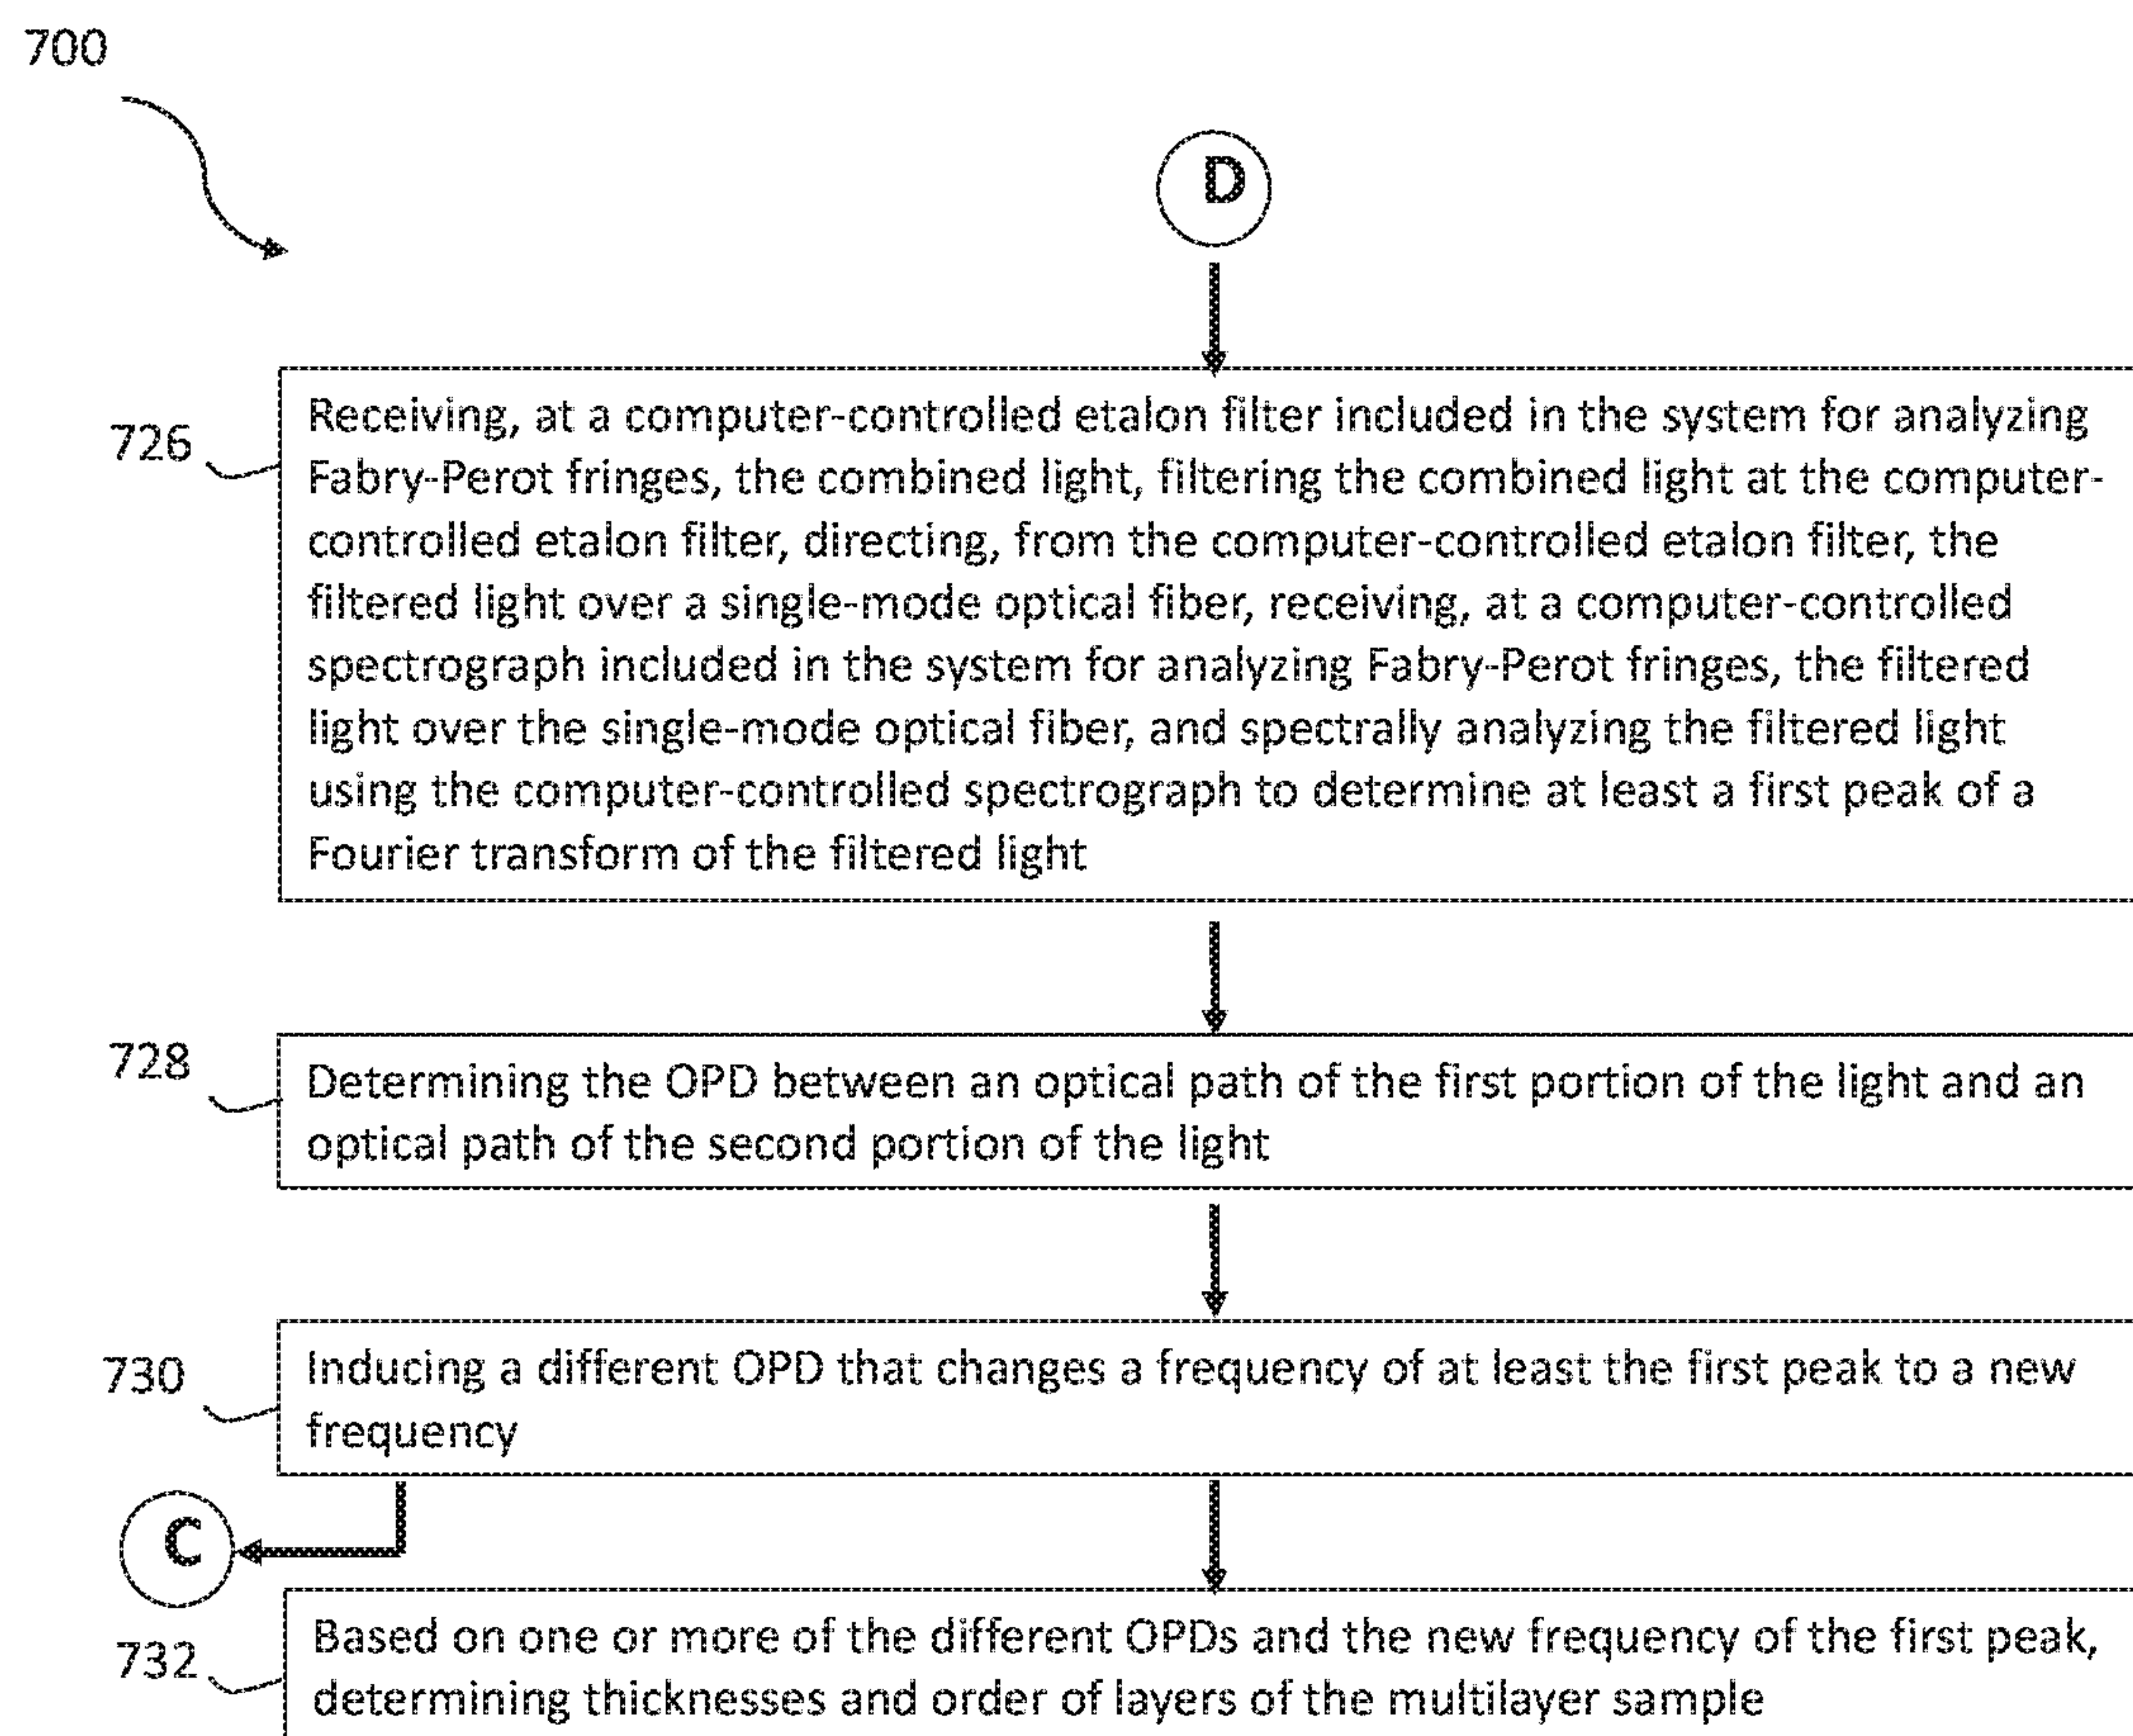 700
D
726
Receiving, at a computer-controlled etalon filter included in the system for analyzing
Fabry-Perot fringes, the combined light, filtering the combined light at the computer-
controlled etalon filter, directing, from the computer-controlled etalon filter, the
filtered light over a single-mode optical fiber, receiving, at a computer-controlled
spectrograph included in the system for analyzing Fabry-Perot fringes, the filtered
light over the single-mode optical fiber, and spectrally analyzing the filtered light
using the computer-controlled spectrograph to determine at least a first peak of a
Fourier transform of the filtered light
728
Determining the OPD between an optical path of the first portion of the light and an
optical path of the second portion of the light
730
Inducing a different OPD that changes a frequency of at least the first peak to a new
frequency
C
732
Based on one or more of the different OPDs and the new frequency of the first peak,
determining thicknesses and order of layers of the multilayer sample